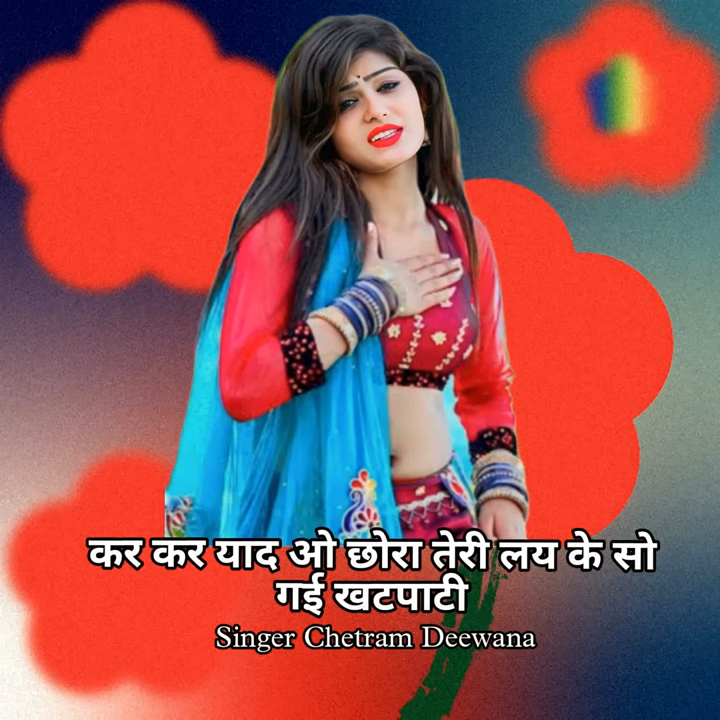 कर कर याद ओ छोरा तेरी लय के सो
गई खटपाटी
Singer Chetram Deewana